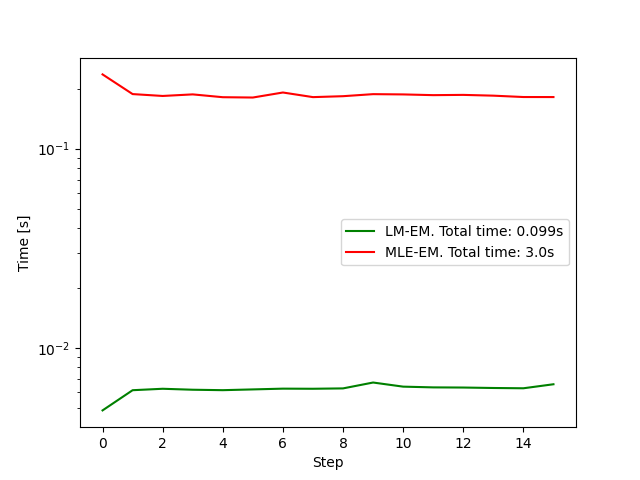 Time [s]
10⁻¹
10⁻²
LM-EM. Total time: 0.099s
MLE-EM. Total time: 3.0s
0 2 4 6 8 10 12 14
Step